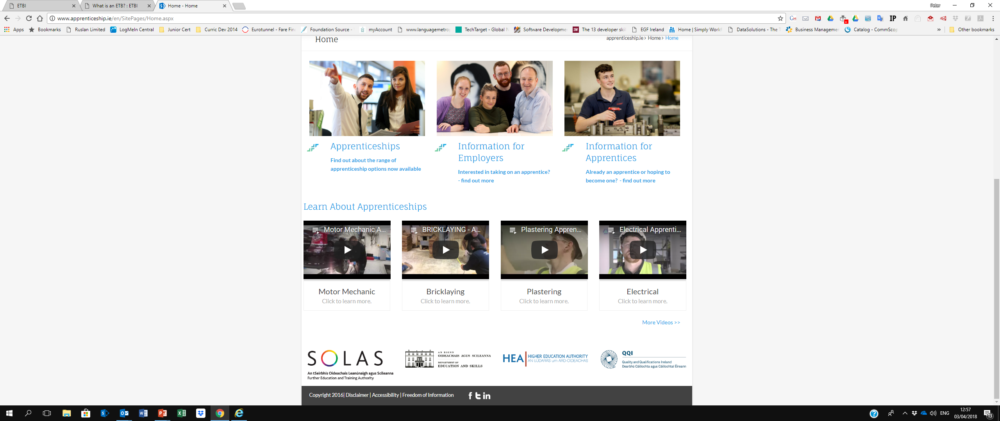 ETBI
What is an ETB? : ETBI
Home - Home
Peter
www.apprenticeship.ie/en/SitePages/Home.aspx
IP
Apps
Bookmarks
Ruslan Limited
LogMeIn Central
Junior Cert
Curric Dev 2014
Eurotunnel - Fare Fin
Foundation Source -
myAccount
www.languagemetro
TechTarget - Global
Software Developme
The 13 developer skil
EGF Ireland
Home | Simply Work
DataSolutions - The
Business Managemen
Catalog - CommScop
»
Other bookmarks
Home
apprenticeship.ie > Home > Home
Apprenticeships
Find out about the range of
apprenticeship options now available
Information for
Employers
Interested in taking on an apprentice?
- find out more
Information for
Apprentices
Already an apprentice or hoping to
become one?  - find out more
Learn About Apprenticeships
Motor Mechanic A...
BRICKLAYING - A...
Plastering Appren...
Electrical Apprenti...
Motor Mechanic
Click to learn more.
Bricklaying
Click to learn more.
Plastering
Click to learn more.
Electrical
Click to learn more.
More Videos >>
SOLAS
An tSeirbhís Oideachais Leanúnaigh agus Scileanna
Further Education and Training Authority
AN ROINN
OIDEACHAIS AGUS SCILEANNA
DEPARTMENT OF
EDUCATION AND SKILLS
HEA
HIGHER EDUCATION AUTHORITY
AN tÚDARÁS um ARD-OIDEACHAS
QQI
Quality and Qualifications Ireland
Dearbhú Cáilíochta agus Cáilíochtaí Éireann
Copyright 2016| Disclaimer | Accessibility | Freedom of Information
ENG
12:57
03/04/2018
13